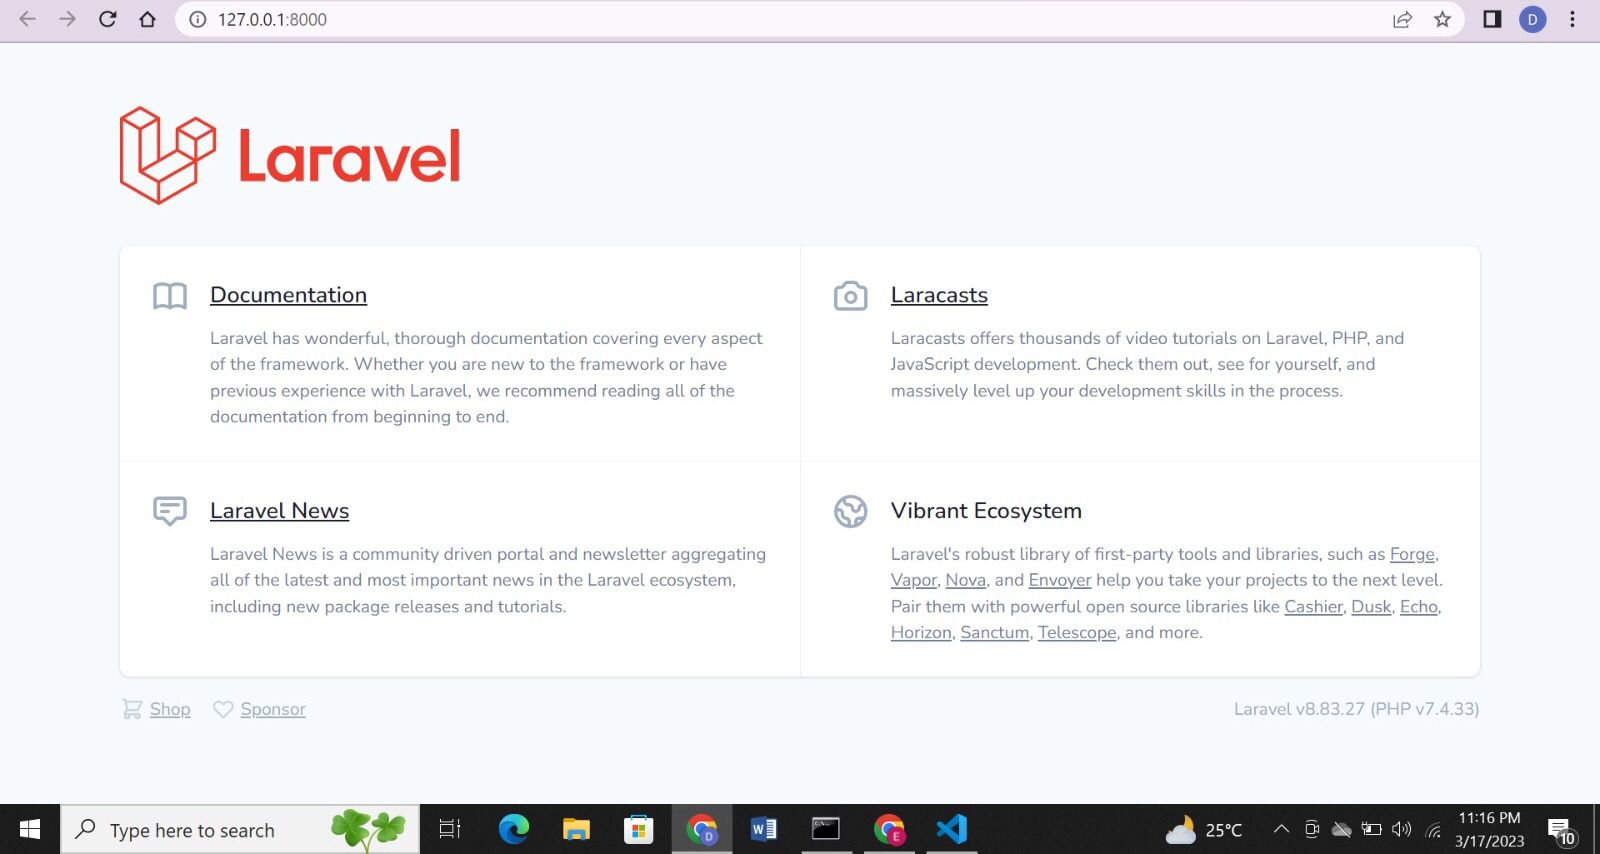 127.0.0.1:8000
D
Laravel
Documentation
Laravel has wonderful, thorough documentation covering every aspect
of the framework. Whether you are new to the framework or have
previous experience with Laravel, we recommend reading all of the
documentation from beginning to end.
Laracasts
Laracasts offers thousands of video tutorials on Laravel, PHP, and
JavaScript development. Check them out, see for yourself, and
massively level up your development skills in the process.
Laravel News
Laravel News is a community driven portal and newsletter aggregating
all of the latest and most important news in the Laravel ecosystem,
including new package releases and tutorials.
Vibrant Ecosystem
Laravel's robust library of first-party tools and libraries, such as Forge,
Vapor, Nova, and Envoyer help you take your projects to the next level.
Pair them with powerful open source libraries like Cashier, Dusk, Echo,
Horizon, Sanctum, Telescope, and more.
Shop Sponsor
Laravel v8.83.27 (PHP v7.4.33)
Type here to search
D
W
E
25°C
11:16 PM
3/17/2023
10